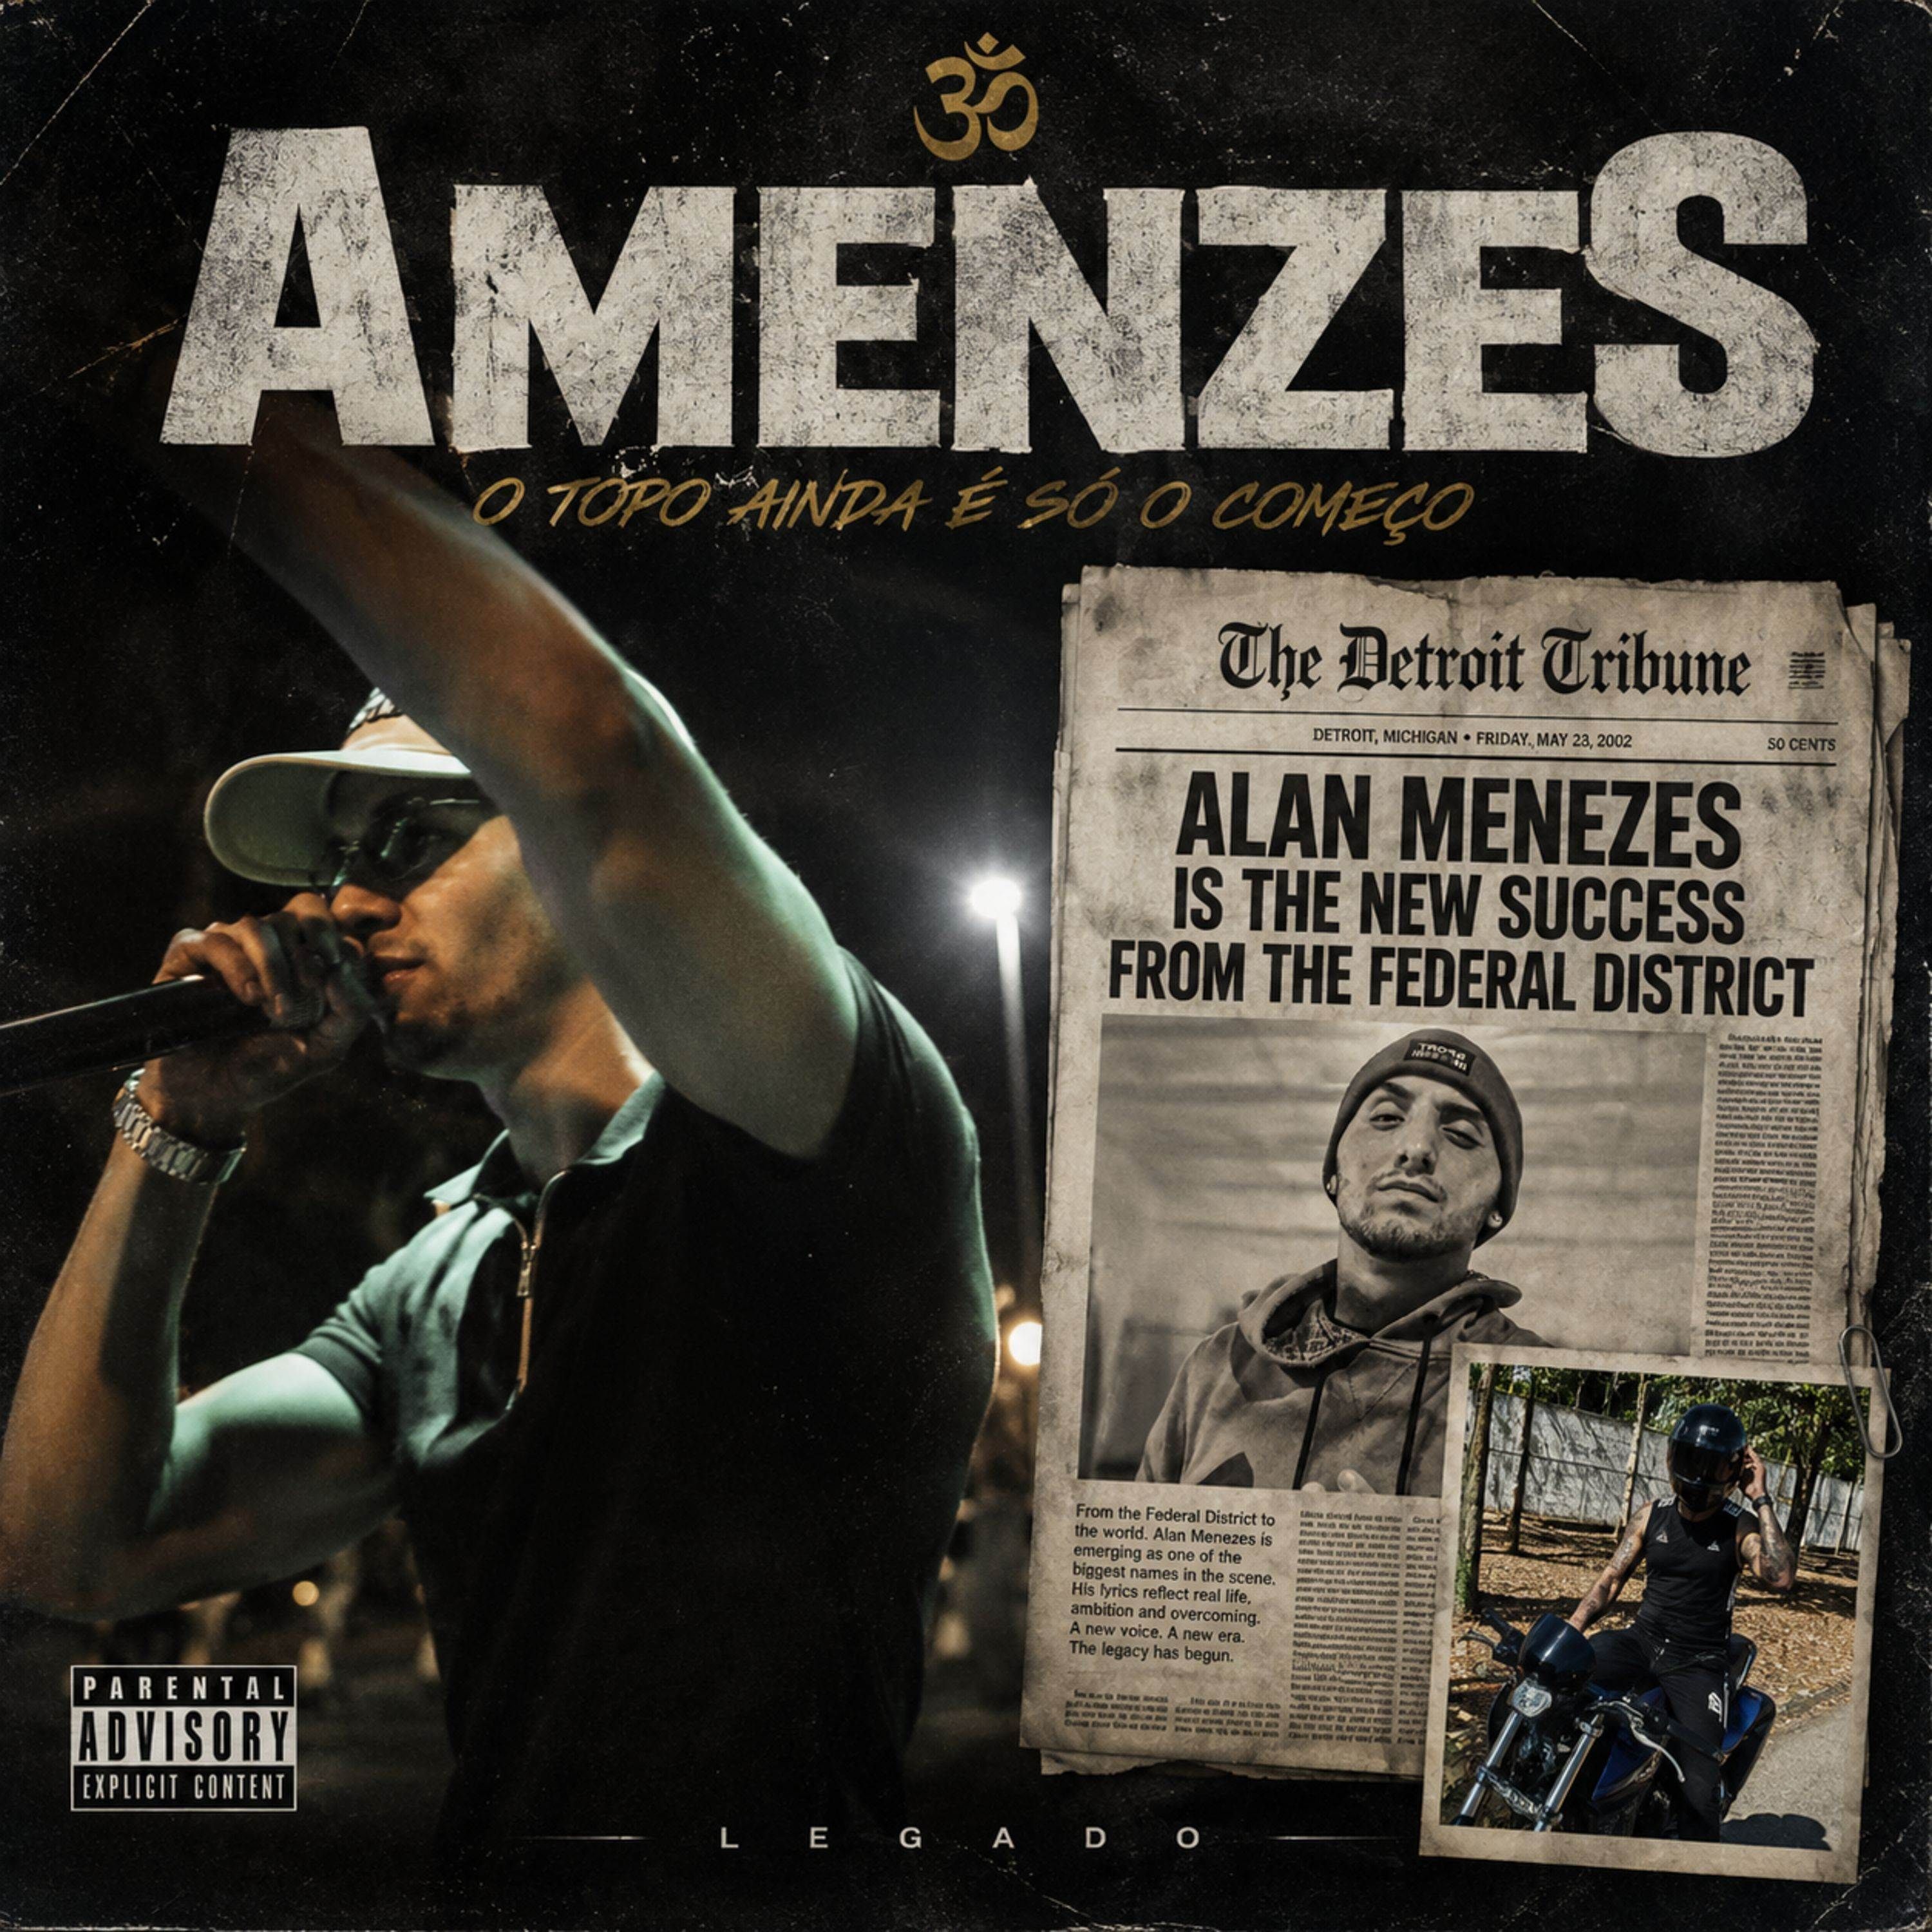 ॐ
AMENZES
O TOPO AINDA É SÓ O COMEÇO
The Detroit Tribune
DETROIT, MICHIGAN • FRIDAY., MAY 23, 2002
50 CENTS
ALAN MENEZES
IS THE NEW SUCCESS
FROM THE FEDERAL DISTRICT
From the Federal District to
the world. Alan Menezes is
emerging as one of the
biggest names in the scene.
His lyrics reflect real life,
ambition and overcoming.
A new voice. A new era.
The legacy has begun.
PARENTAL
ADVISORY
EXPLICIT CONTENT
LEGADO